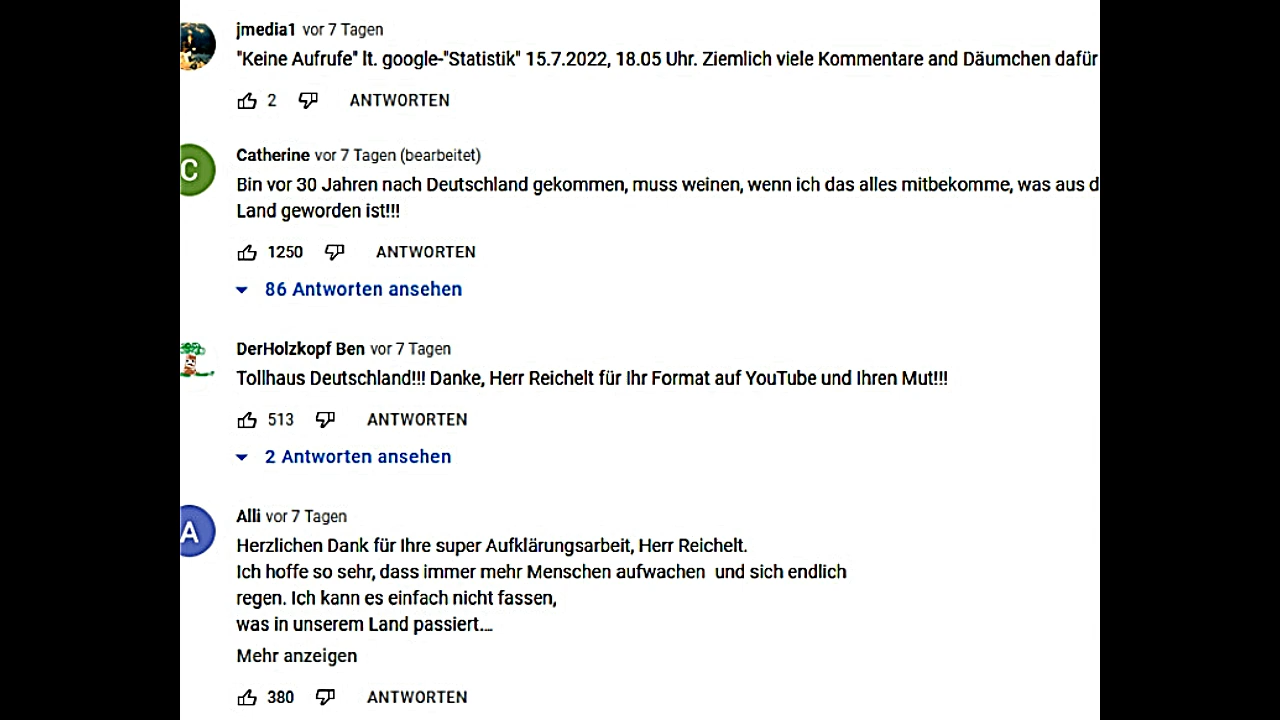 jmedia1 vor 7 Tagen
"Keine Aufrufe" lt. google-"Statistik" 15.7.2022, 18.05 Uhr. Ziemlich viele Kommentare and Däumchen dafür
2 ANTWORTEN
C
Catherine vor 7 Tagen (bearbeitet)
Bin vor 30 Jahren nach Deutschland gekommen, muss weinen, wenn ich das alles mitbekomme, was aus d
Land geworden ist!!!
1250 ANTWORTEN
86 Antworten ansehen
DerHolzkopf Ben vor 7 Tagen
Tollhaus Deutschland!!! Danke, Herr Reichelt für Ihr Format auf YouTube und Ihren Mut!!!
513 ANTWORTEN
2 Antworten ansehen
A
Alli vor 7 Tagen
Herzlichen Dank für Ihre super Aufklärungsarbeit, Herr Reichelt.
Ich hoffe so sehr, dass immer mehr Menschen aufwachen und sich endlich
regen. Ich kann es einfach nicht fassen,
was in unserem Land passiert...
Mehr anzeigen
380 ANTWORTEN